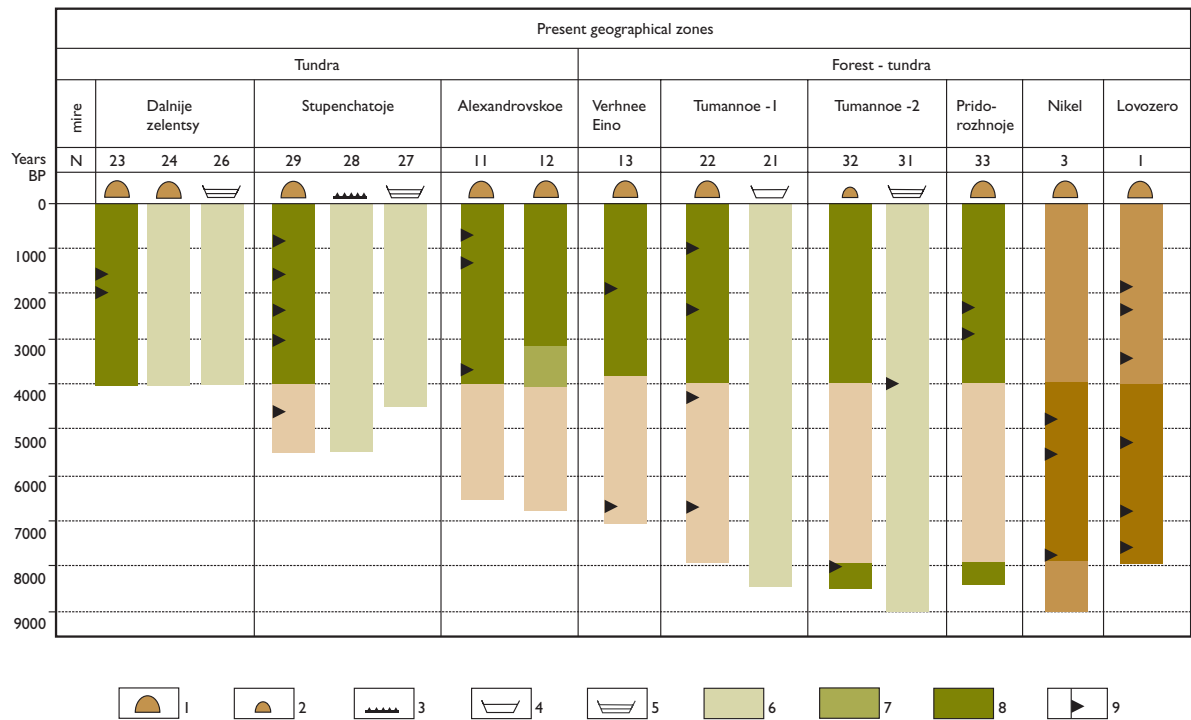 Present geographical zones
Tundra
Forest - tundra
mire
Dalnije
zelentsy
Stupenchatoje
Alexandrovskoe
Verhnee
Eino
Tumannoe -1
Tumannoe -2
Prido-
rozhnoje
Nikel
Lovozero
Years
BP
N 23 24 26 29 28 27 11 12 13 22 21 32 31 33 3 1
0
1000
2000
3000
4000
5000
6000
7000
8000
9000
1 2 3 4 5 6 7 8 9